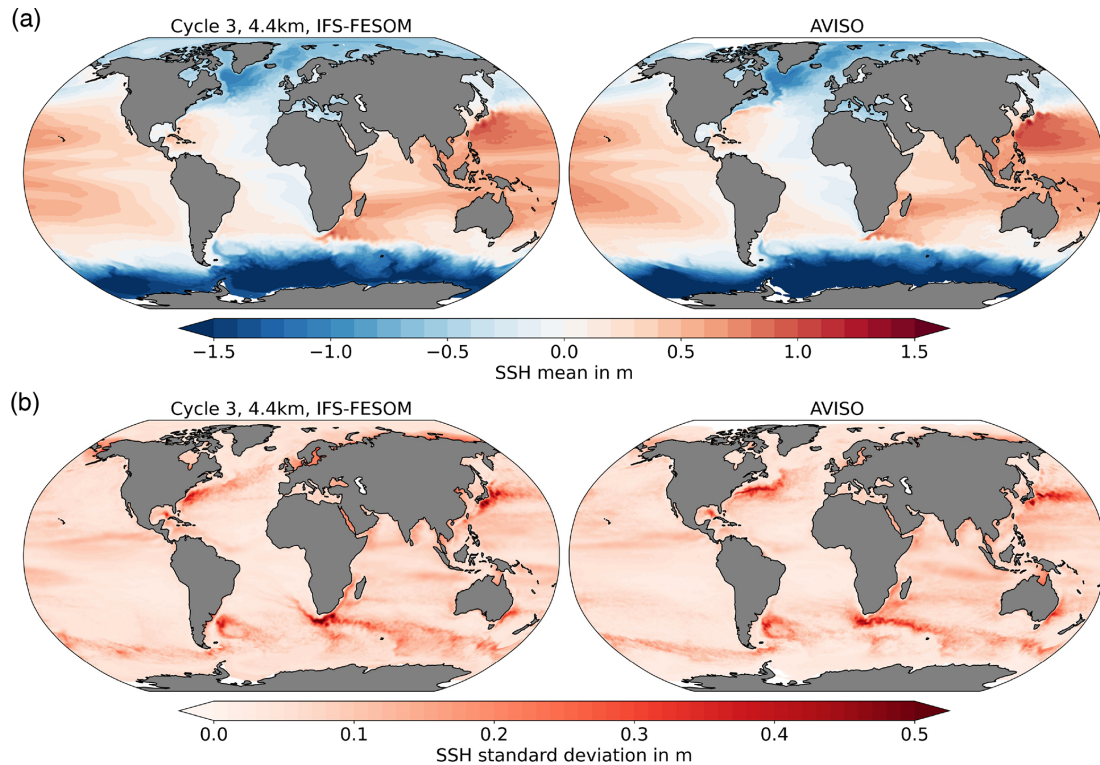 (a)
Cycle 3, 4.4km, IFS-FESOM
AVISO
−1.5 −1.0 −0.5 0.0 0.5 1.0 1.5
SSH mean in m
(b)
Cycle 3, 4.4km, IFS-FESOM
AVISO
0.0 0.1 0.2 0.3 0.4 0.5
SSH standard deviation in m